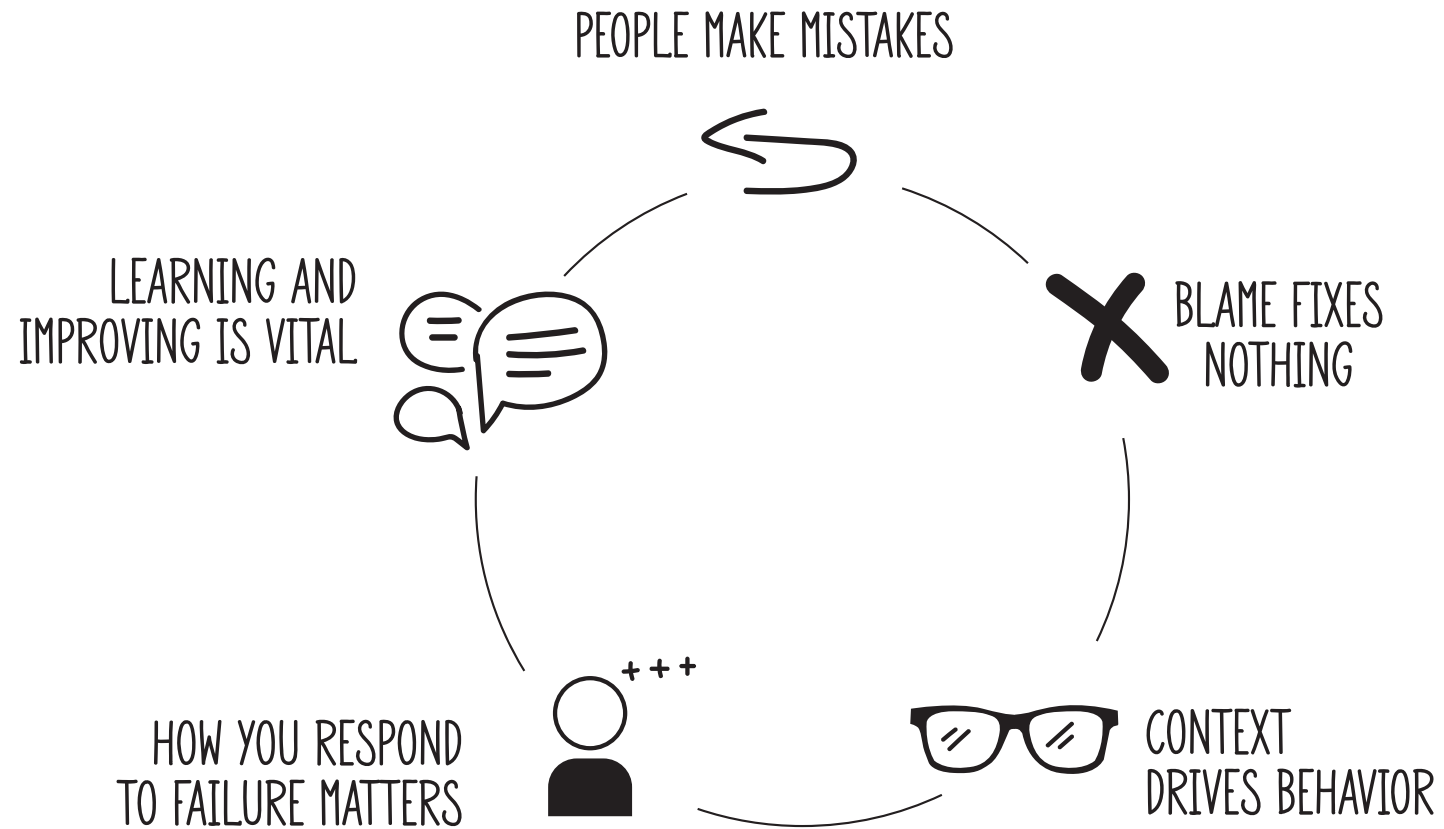 PEOPLE MAKE MISTAKES
BLAME FIXES
NOTHING
CONTEXT
DRIVES BEHAVIOR
HOW YOU RESPOND
TO FAILURE MATTERS
LEARNING AND
IMPROVING IS VITAL